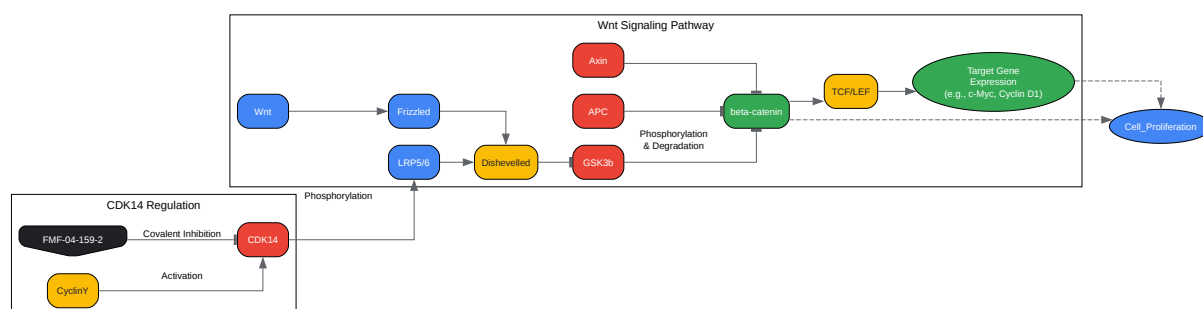 Wnt Signaling Pathway
Axin
Target Gene
Expression
(e.g., c-Myc, Cyclin D1)
TCF/LEF
Wnt
Frizzled
APC
beta-catenin
Cell_Proliferation
Phosphorylation
& Degradation
LRP5/6
Dishevelled
GSK3b
Phosphorylation
CDK14 Regulation
FMF-04-159-2
Covalent Inhibition
CDK14
Activation
CyclinY